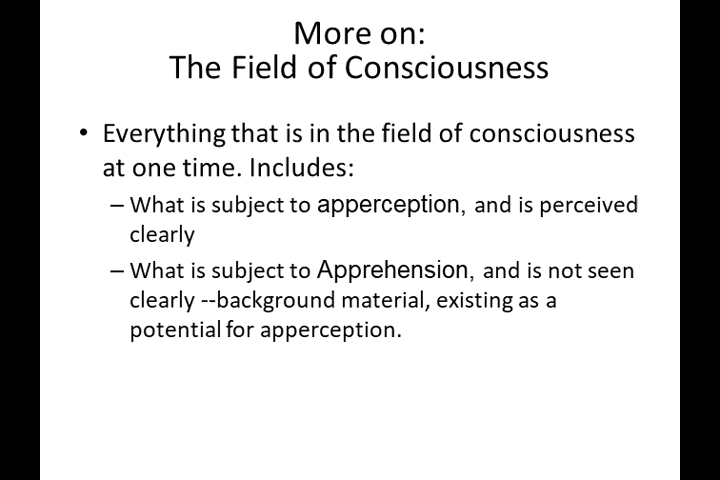 More on:
The Field of Consciousness
• Everything that is in the field of consciousness
at one time. Includes:
– What is subject to apperception, and is perceived
clearly
– What is subject to Apprehension, and is not seen
clearly --background material, existing as a
potential for apperception.